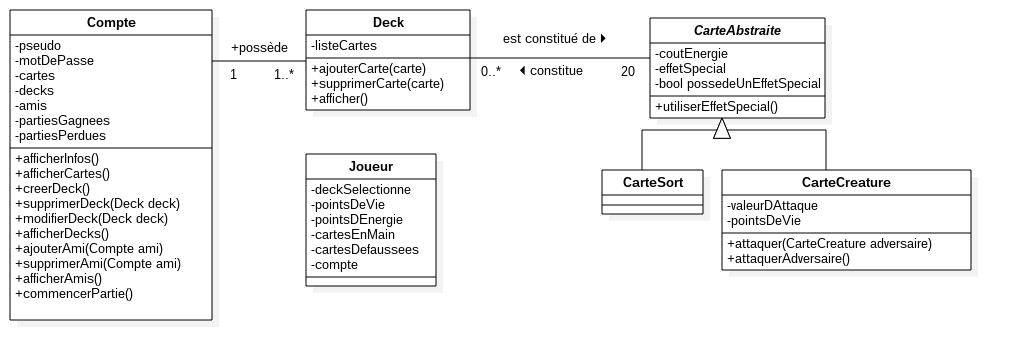 Compte
-pseudo
-motDePasse
-cartes
-decks
-amis
-partiesGagnees
-partiesPerdues
+afficherInfos()
+afficherCartes()
+creerDeck()
+supprimerDeck(Deck deck)
+modifierDeck(Deck deck)
+afficherDecks()
+ajouterAmi(Compte ami)
+supprimerAmi(Compte ami)
+afficherAmis()
+commencerPartie()
+possède
1 1..*
Deck
-listeCartes
+ajouterCarte(carte)
+supprimerCarte(carte)
+afficher()
est constitué de
0..* constitue 20
CarteAbstraite
-coutEnergie
-effetSpecial
-bool possedeUnEffetSpecial
+utiliserEffetSpecial()
Joueur
-deckSelectionne
-pointsDeVie
-pointsDEnergie
-cartesEnMain
-cartesDefaussees
-compte
CarteSort
CarteCreature
-valeurDAttaque
-pointsDeVie
+attaquer(CarteCreature adversaire)
+attaquerAdversaire()